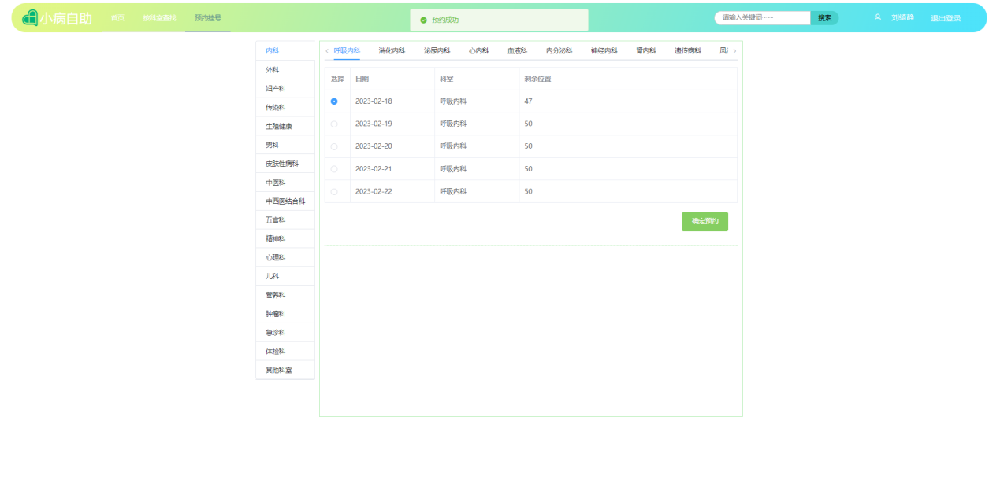 小病自助 首页 按科室查找 预约挂号 预约成功 请输入关键词~~~ 搜索 刘绮静 退出登录
内科
外科
妇产科
传染科
生殖健康
男科
皮肤性病科
中医科
中西医结合科
五官科
精神科
心理科
儿科
营养科
肿瘤科
急诊科
体检科
其他科室
呼吸内科 消化内科 泌尿内科 心内科 血液科 内分泌科 神经内科 肾内科 遗传病科
选择 日期 科室 剩余位置
2023-02-18 呼吸内科 47
2023-02-19 呼吸内科 50
2023-02-20 呼吸内科 50
2023-02-21 呼吸内科 50
2023-02-22 呼吸内科 50
确定预约